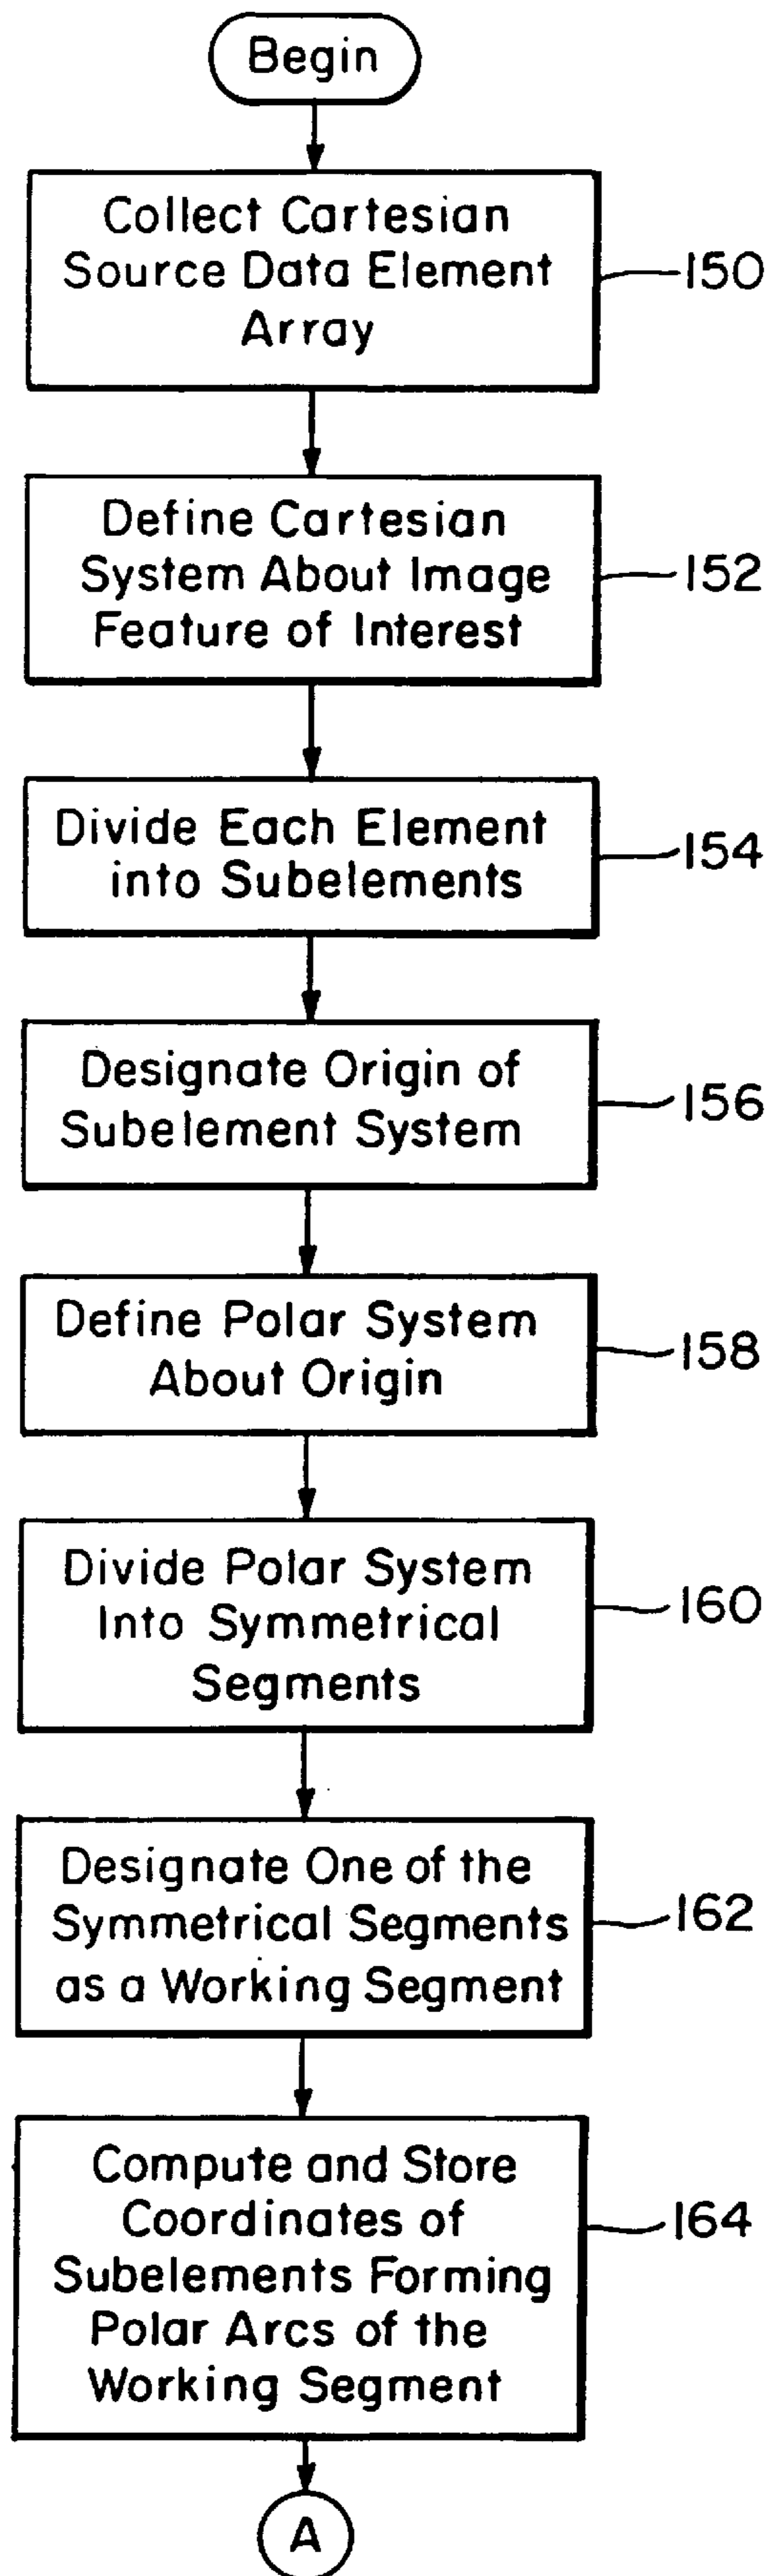 Begin
Collect Cartesian
Source Data Element
Array
150
Define Cartesian
System About Image
Feature of Interest
152
Divide Each Element
into Subelements
154
Designate Origin of
Subelement System
156
Define Polar System
About Origin
158
Divide Polar System
Into Symmetrical
Segments
160
Designate One of the
Symmetrical Segments
as a Working Segment
162
Compute and Store
Coordinates of
Subelements Forming
Polar Arcs of the
Working Segment
164
A